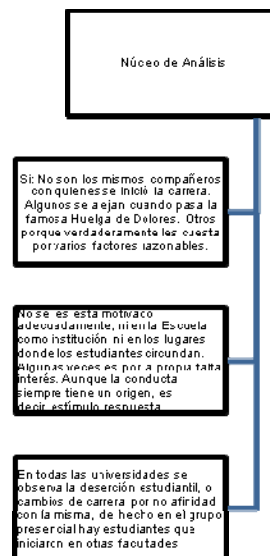 Núceo de Análisis
Si: No son los mismos compañeros
con quienes se inició la carrera.
Algunos se aejan cuando pasa la
famosa Huelga de Dolores. Otros
porque verdaderamente les cuesta
por varios factores razonables.
No se es está motivaco
adecuadamente, ni en la Escuela
como institución ni en los lugares
donde los estudiantes circundan.
Algunas veces es por a propia falta
interés. Aunque la conducta
siempre tiene un origen, es
decir, estímulo respuesta
En todas las universidades se
observa la deserción estudiantil, o
cambios de carrera por no afinidad
con la misma, de hecho en el grupo
presencial hay estudiantes que
iniciaron en otras facultades